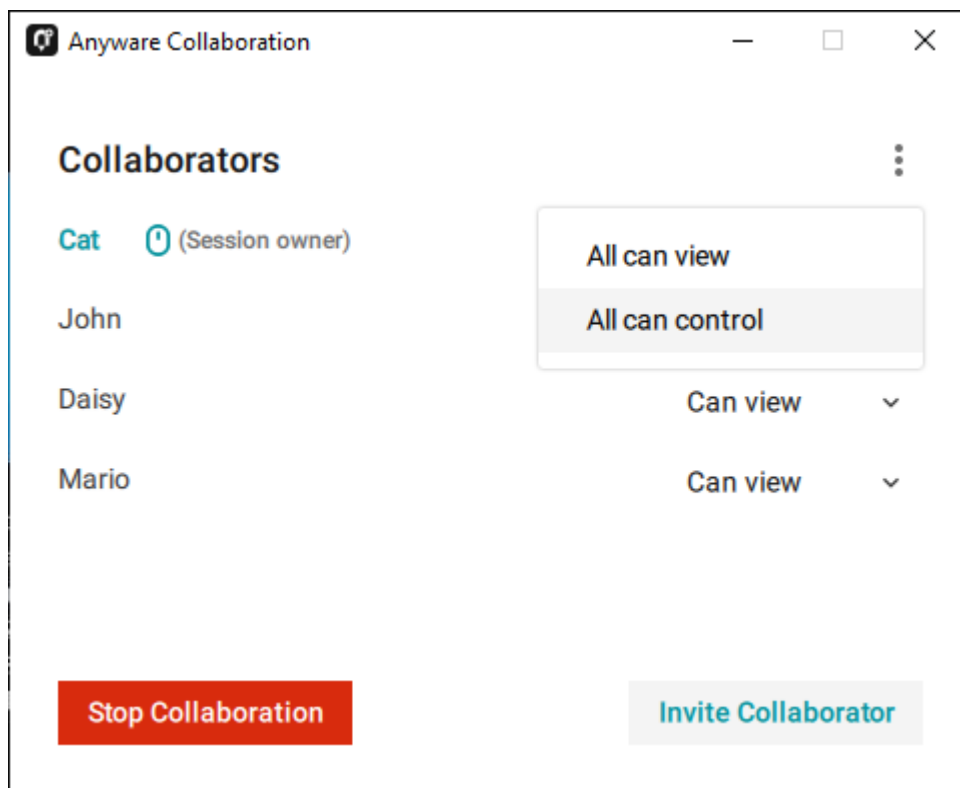 Anyware Collaboration
Collaborators
Cat (Session owner)
All can view
All can control
John
Daisy Can view
Mario Can view
Stop Collaboration Invite Collaborator